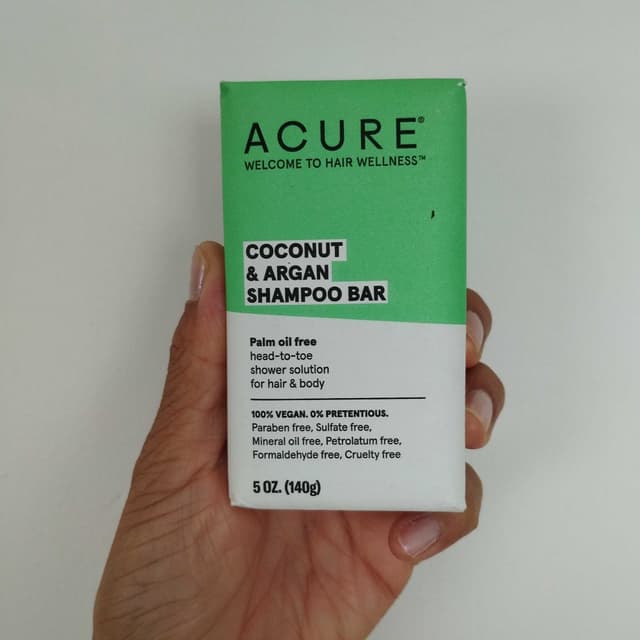 ACURE®
WELCOME TO HAIR WELLNESS™
COCONUT
& ARGAN
SHAMPOO BAR
Palm oil free
head-to-toe
shower solution
for hair & body
100% VEGAN. 0% PRETENTIOUS.
Paraben free, Sulfate free,
Mineral oil free, Petrolatum free,
Formaldehyde free, Cruelty free
5 OZ. (140g)